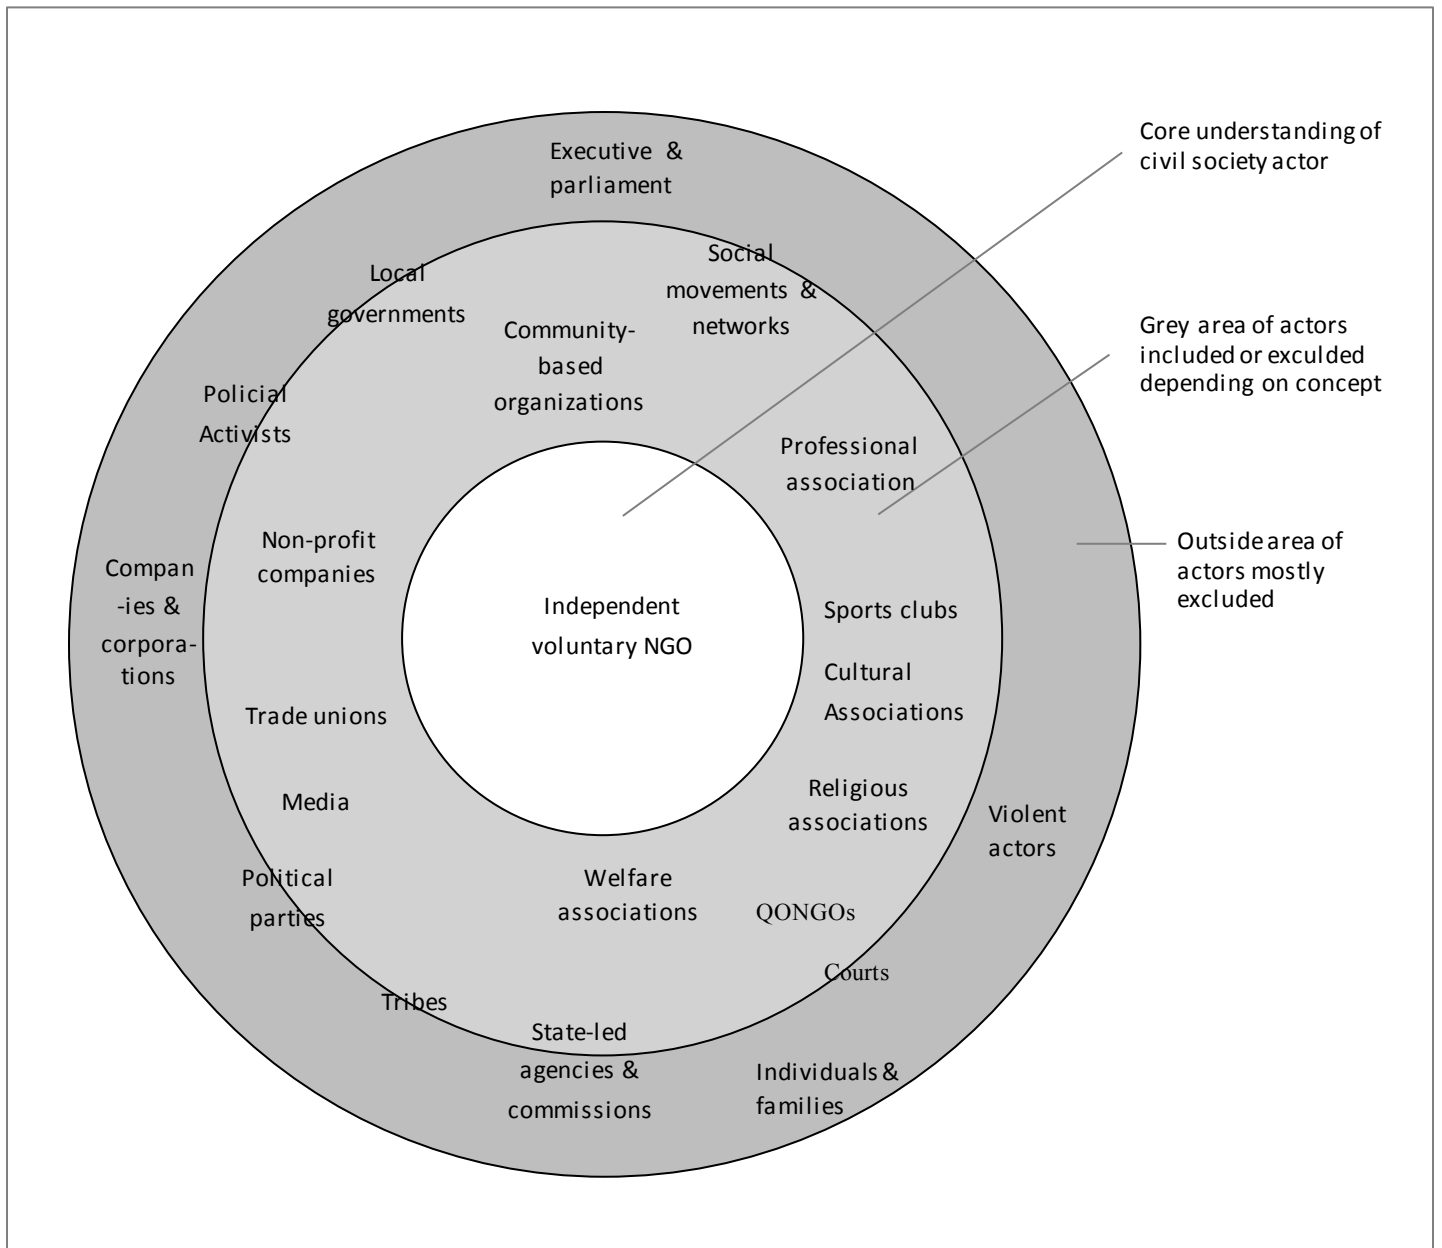 Executive &
parliament
Core understanding of
civil society actor
Local
governments
Social
movements &
networks
Community-
based
organizations
Grey area of actors
included or exculded
depending on concept
Policial
Activists
Professional
association
Non-profit
companies
Compan
-ies &
corpora-
tions
Outside area of
actors mostly
excluded
Independent
voluntary NGO
Sports clubs
Cultural
Associations
Trade unions
Media
Religious
associations
Violent
actors
Political
parties
Welfare
associations
QONGOs
Courts
Tribes
State-led
agencies &
commissions
Individuals &
families